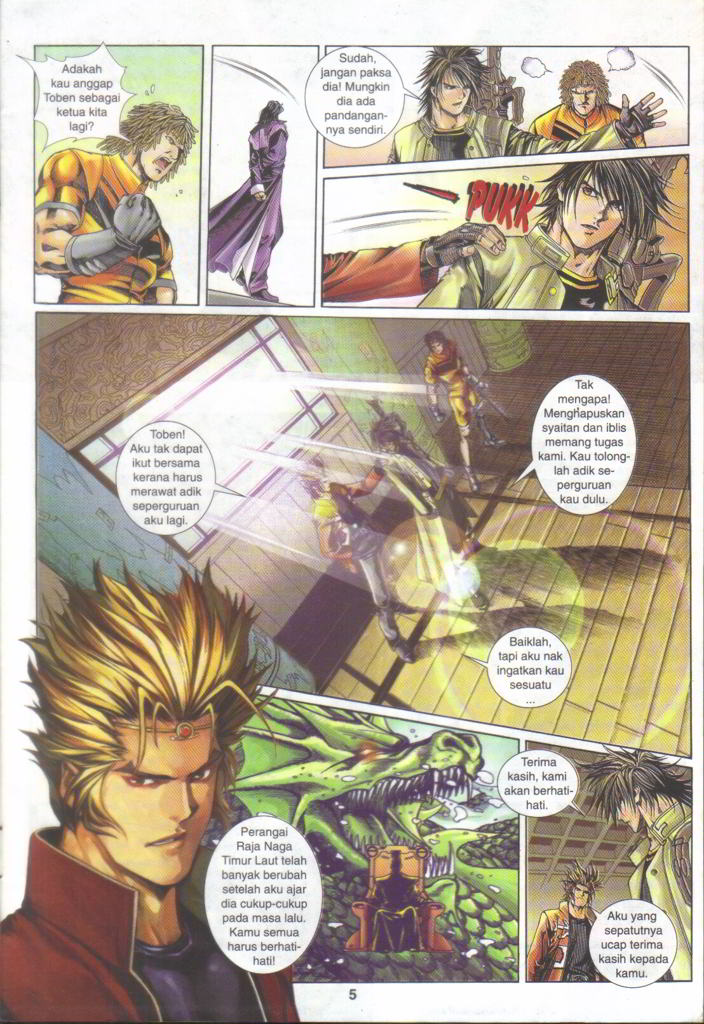 Adakah
kau anggap
Toben sebagai
ketua kita
lagi?
Sudah,
jangan paksa
dia! Mungkin
dia ada
pandangan-
nya sendiri.
PUKK
Toben!
Aku tak dapat
ikut bersama
kerana harus
merawat adik
seperguruan
aku lagi.
Tak
mengapa!
Menghapuskan
syaitan dan iblis
memang tugas
kami. Kau tolong-
lah adik se-
perguruan
kau dulu.
Baiklah,
tapi aku nak
ingatkan kau
sesuatu
...
Perangai
Raja Naga
Timur Laut telah
banyak berubah
setelah aku ajar
dia cukup-cukup
pada masa lalu.
Kamu semua
harus berhati-
hati!
Terima
kasih, kami
akan berhati-
hati.
Aku yang
sepatutnya
ucap terima
kasih kepada
kamu.
5